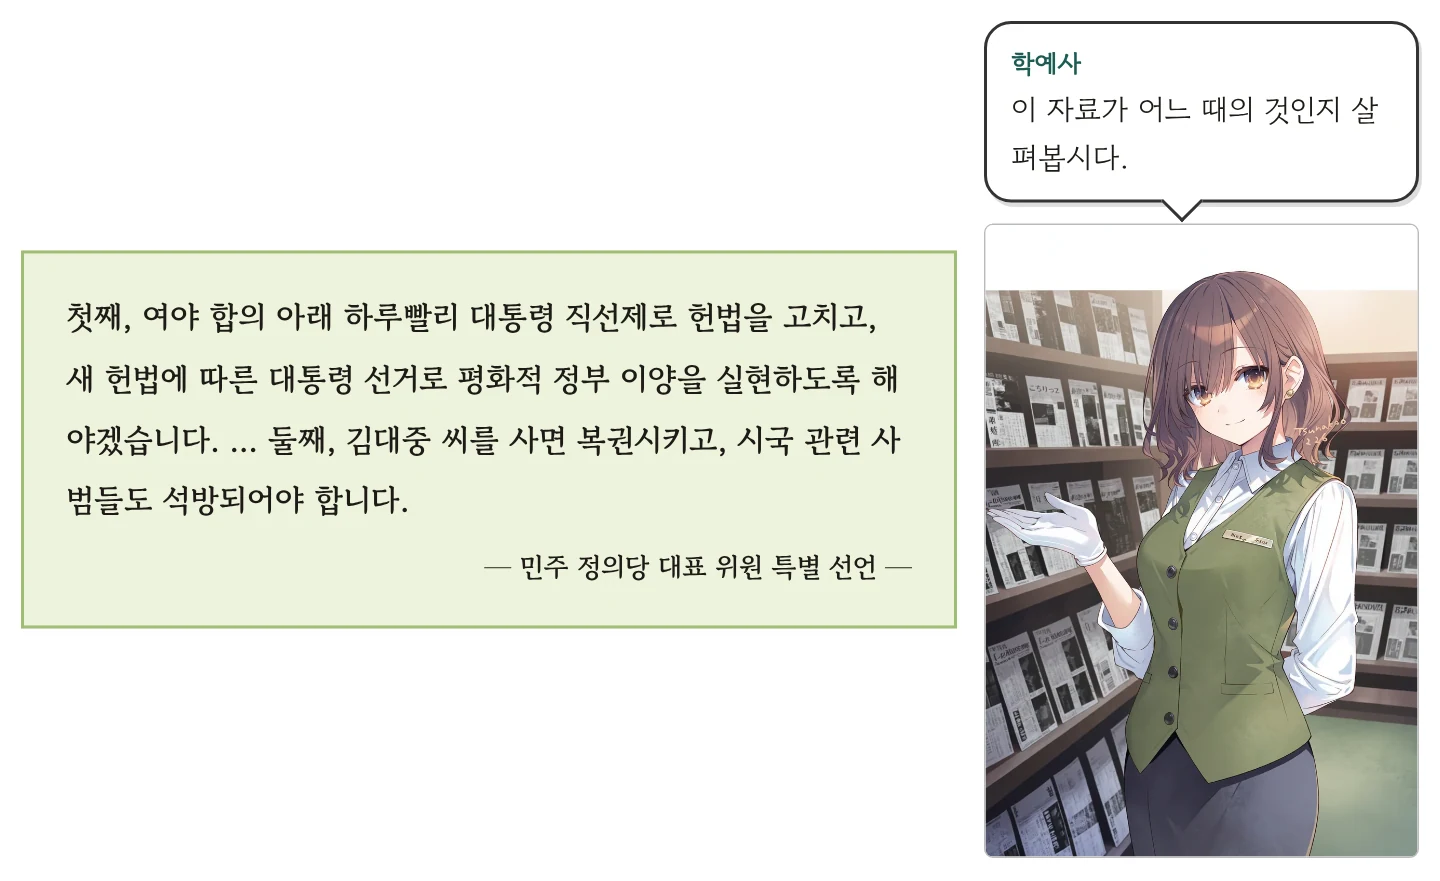 학예사
이 자료가 어느 때의 것인지 살
펴봅시다.
첫째, 여야 합의 아래 하루빨리 대통령 직선제로 헌법을 고치고,
새 헌법에 따른 대통령 선거로 평화적 정부 이양을 실현하도록 해
야겠습니다. … 둘째, 김대중 씨를 사면 복권시키고, 시국 관련 사
범들도 석방되어야 합니다.
— 민주 정의당 대표 위원 특별 선언 —